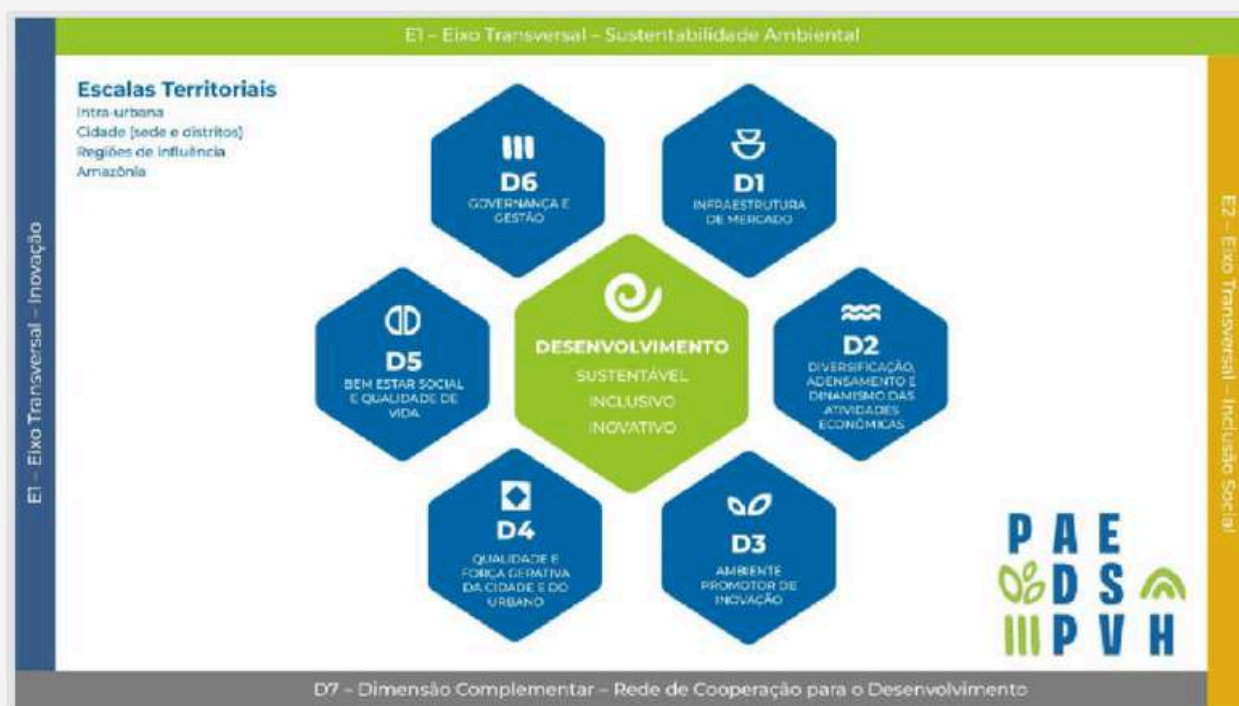 E1 – Eixo Transversal – Sustentabilidade Ambiental
Escalas Territoriais
Intra-urbana
Cidade (sede e distritos)
Regiões de influência
Amazônia
E1 – Eixo Transversal – Inovação
D6
GOVERNANÇA E
GESTÃO
D1
INFRAESTRUTURA
DE MERCADO
D5
BEM ESTAR SOCIAL
E QUALIDADE DE
VIDA
DESENVOLVIMENTO
SUSTENTÁVEL
INCLUSIVO
INOVATIVO
D2
DIVERSIFICAÇÃO,
ADENSAMENTO E
DINAMISMO DAS
ATIVIDADES
ECONÔMICAS
D4
QUALIDADE E
FORÇA GERATIVA
DA CIDADE E DO
URBANO
D3
AMBIENTE
PROMOTOR DE
INOVAÇÃO
E2 – Eixo Transversal – Inclusão Social
P A E
D S
P V H
D7 – Dimensão Complementar – Rede de Cooperação para o Desenvolvimento